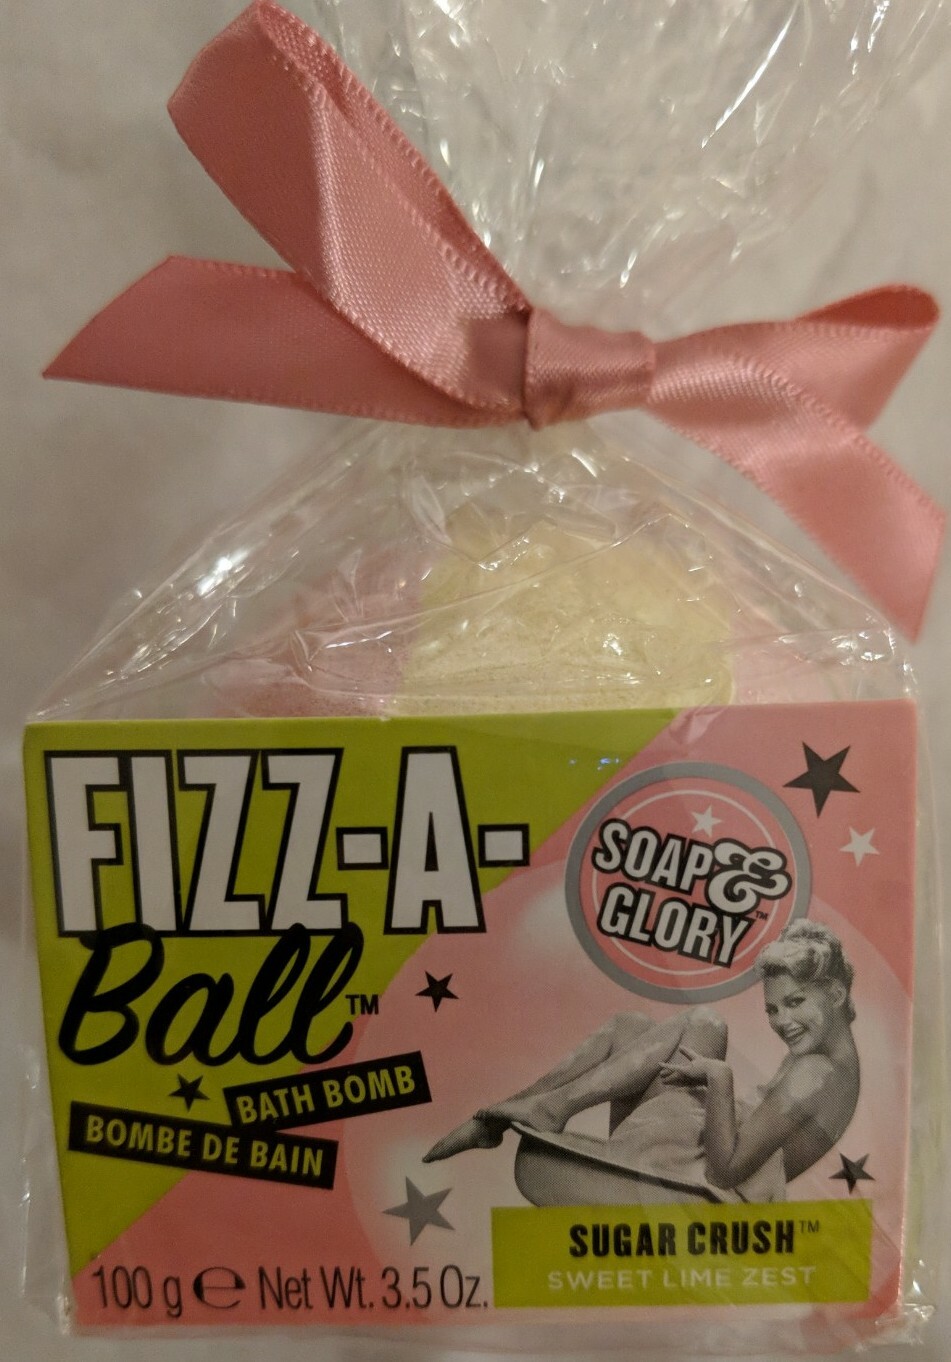 FIZZ-A-
Ball™
BATH BOMB
BOMBE DE BAIN
SOAP &
GLORY™
SUGAR CRUSH™
SWEET LIME ZEST
100 g ℮ Net Wt. 3.5 Oz.